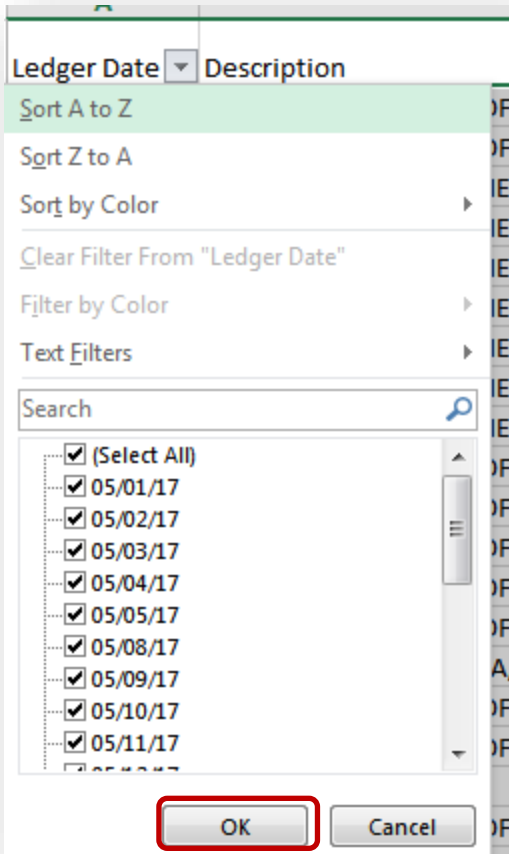 Ledger Date Description
Sort A to Z
Sort Z to A
Sort by Color
Clear Filter From "Ledger Date"
Filter by Color
Text Filters
Search
(Select All)
05/01/17
05/02/17
05/03/17
05/04/17
05/05/17
05/08/17
05/09/17
05/10/17
05/11/17
OK Cancel